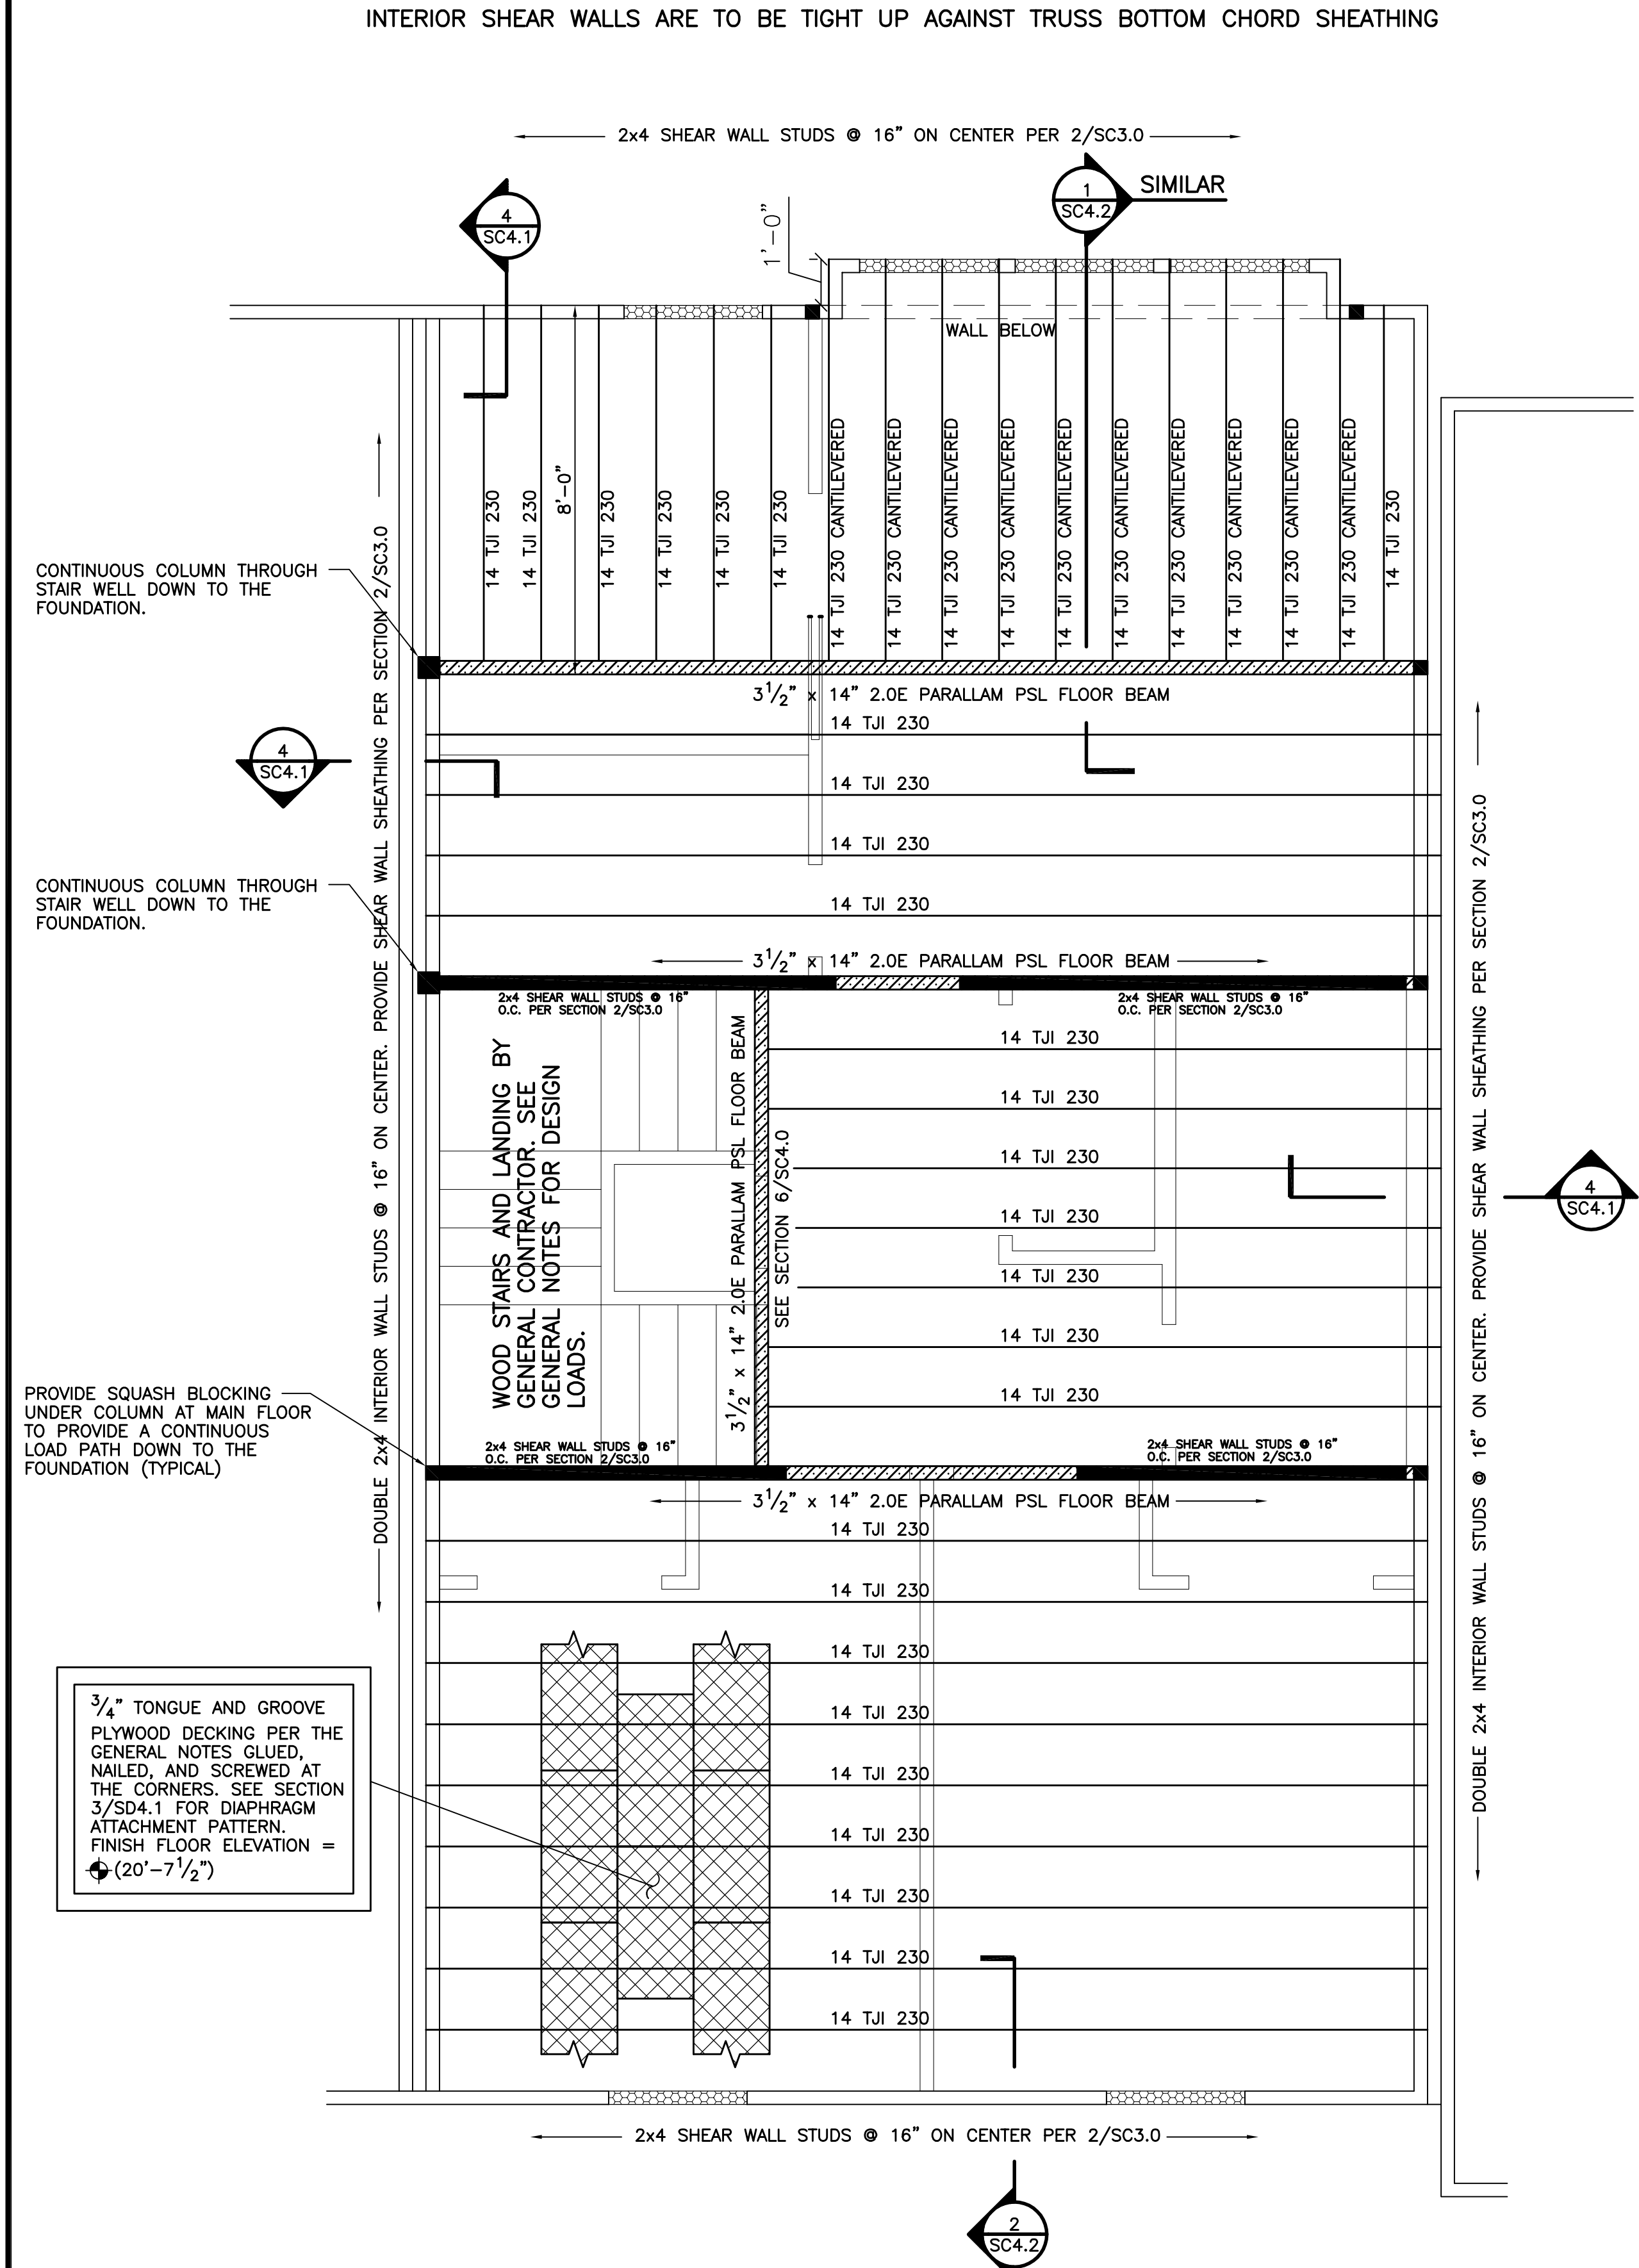 INTERIOR SHEAR WALLS ARE TO BE TIGHT UP AGAINST TRUSS BOTTOM CHORD SHEATHING
2x4 SHEAR WALL STUDS @ 16" ON CENTER PER 2/SC3.0
4
SC4.1
1
SC4.2
SIMILAR
1'-0"
WALL BELOW
8'-0"
14 TJI 230
14 TJI 230
14 TJI 230
14 TJI 230
14 TJI 230
14 TJI 230
14 TJI 230 CANTILEVERED
14 TJI 230 CANTILEVERED
14 TJI 230 CANTILEVERED
14 TJI 230 CANTILEVERED
14 TJI 230 CANTILEVERED
14 TJI 230 CANTILEVERED
14 TJI 230 CANTILEVERED
14 TJI 230 CANTILEVERED
14 TJI 230 CANTILEVERED
14 TJI 230 CANTILEVERED
14 TJI 230
CONTINUOUS COLUMN THROUGH
STAIR WELL DOWN TO THE
FOUNDATION.
DOUBLE 2x4 INTERIOR WALL STUDS @ 16" ON CENTER. PROVIDE SHEAR WALL SHEATHING PER SECTION 2/SC3.0
3 1/2" x 14" 2.0E PARALLAM PSL FLOOR BEAM
14 TJI 230
4
SC4.1
14 TJI 230
14 TJI 230
14 TJI 230
CONTINUOUS COLUMN THROUGH
STAIR WELL DOWN TO THE
FOUNDATION.
3 1/2" x 14" 2.0E PARALLAM PSL FLOOR BEAM
2x4 SHEAR WALL STUDS @ 16"
O.C. PER SECTION 2/SC3.0
2x4 SHEAR WALL STUDS @ 16"
O.C. PER SECTION 2/SC3.0
WOOD STAIRS AND LANDING BY
GENERAL CONTRACTOR. SEE
GENERAL NOTES FOR DESIGN
LOADS.
3 1/2" x 14" 2.0E PARALLAM PSL FLOOR BEAM
SEE SECTION 6/SC4.0
14 TJI 230
14 TJI 230
14 TJI 230
14 TJI 230
14 TJI 230
14 TJI 230
14 TJI 230
4
SC4.1
DOUBLE 2x4 INTERIOR WALL STUDS @ 16" ON CENTER. PROVIDE SHEAR WALL SHEATHING PER SECTION 2/SC3.0
PROVIDE SQUASH BLOCKING
UNDER COLUMN AT MAIN FLOOR
TO PROVIDE A CONTINUOUS
LOAD PATH DOWN TO THE
FOUNDATION (TYPICAL)
2x4 SHEAR WALL STUDS @ 16"
O.C. PER SECTION 2/SC3.0
2x4 SHEAR WALL STUDS @ 16"
O.C. PER SECTION 2/SC3.0
3 1/2" x 14" 2.0E PARALLAM PSL FLOOR BEAM
14 TJI 230
14 TJI 230
14 TJI 230
14 TJI 230
14 TJI 230
14 TJI 230
14 TJI 230
14 TJI 230
14 TJI 230
3/4" TONGUE AND GROOVE
PLYWOOD DECKING PER THE
GENERAL NOTES GLUED,
NAILED, AND SCREWED AT
THE CORNERS. SEE SECTION
3/SD4.1 FOR DIAPHRAGM
ATTACHMENT PATTERN.
FINISH FLOOR ELEVATION =
(20'-7 1/2")
2x4 SHEAR WALL STUDS @ 16" ON CENTER PER 2/SC3.0
2
SC4.2